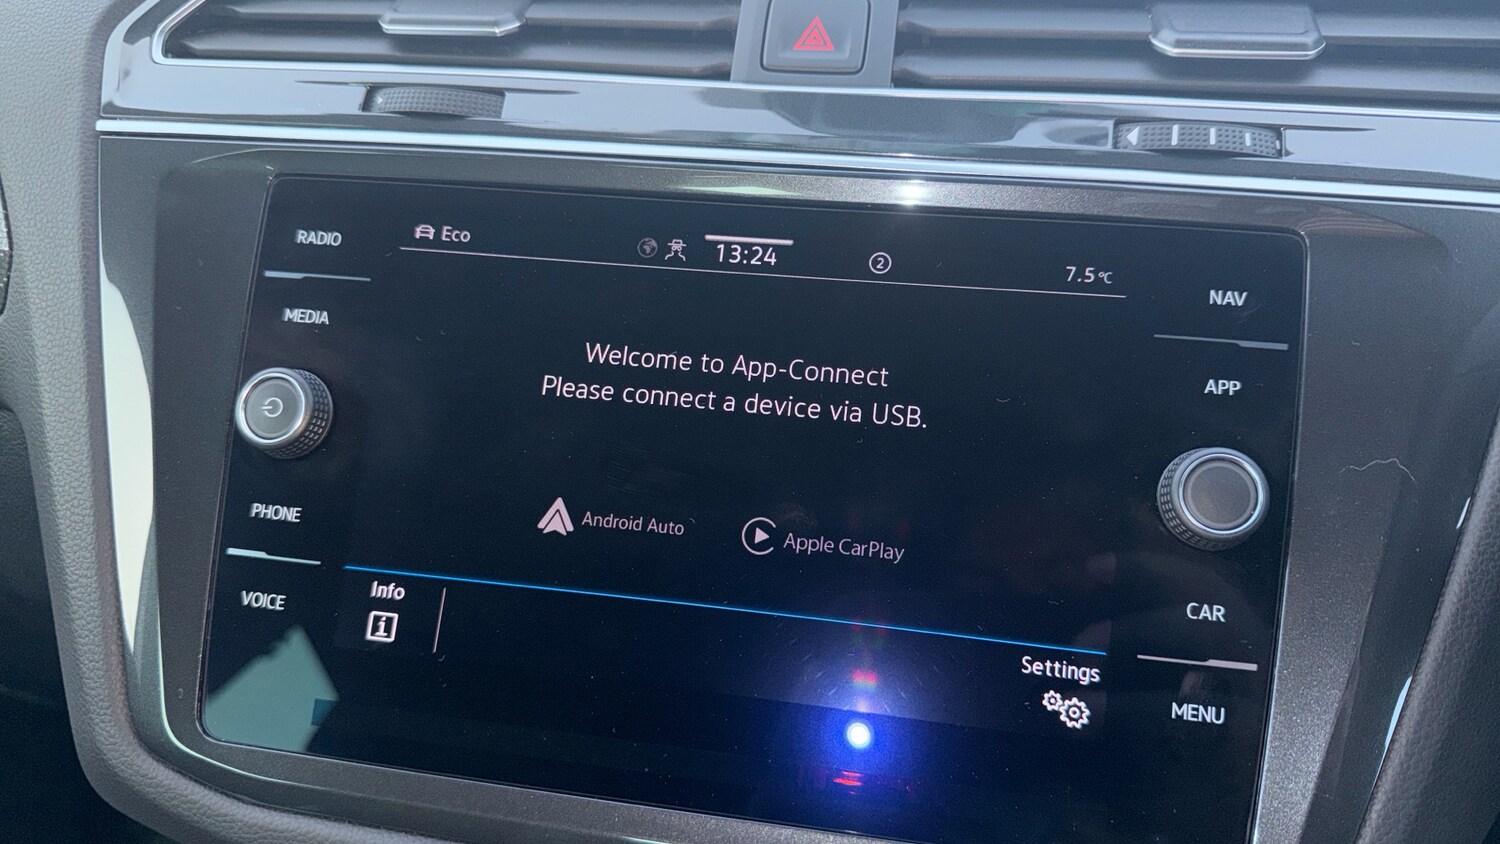 RADIO
MEDIA
PHONE
VOICE
Eco
13:24
2
7.5°C
Welcome to App-Connect
Please connect a device via USB.
Android Auto
Apple CarPlay
Info
i
Settings
NAV
APP
CAR
MENU